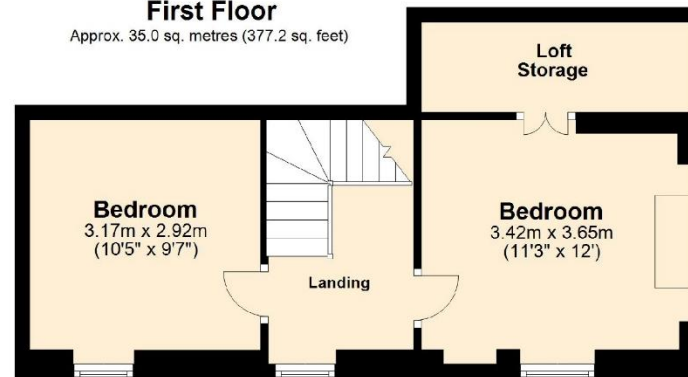 First Floor
Approx. 35.0 sq. metres (377.2 sq. feet)
Loft
Storage
Bedroom
3.17m x 2.92m
(10'5" x 9'7")
Bedroom
3.42m x 3.65m
(11'3" x 12')
Landing